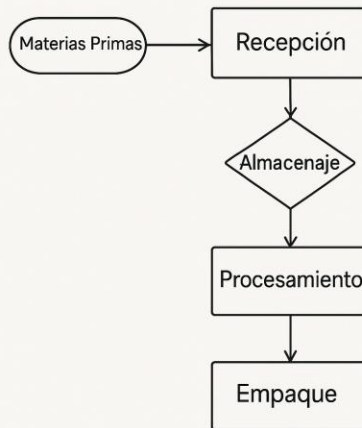 Materias Primas
Recepción
Almacenaje
Procesamiento
Empaque